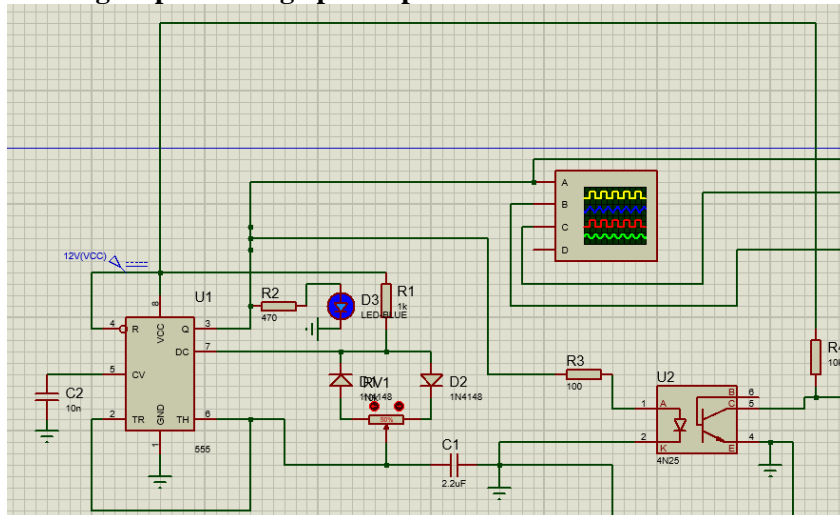 A
B
C
D
12V(VCC)
U1
R2
470
D3
LED-BLUE
R1
1k
8
VCC
4
R
Q
3
DC
7
5
CV
2
TR
TH
6
GND
1
555
C2
10n
D1
1N4148
RV1
50%
D2
1N4148
C1
2.2uF
R3
100
U2
1
A
B
6
C
5
2
K
E
4
4N25